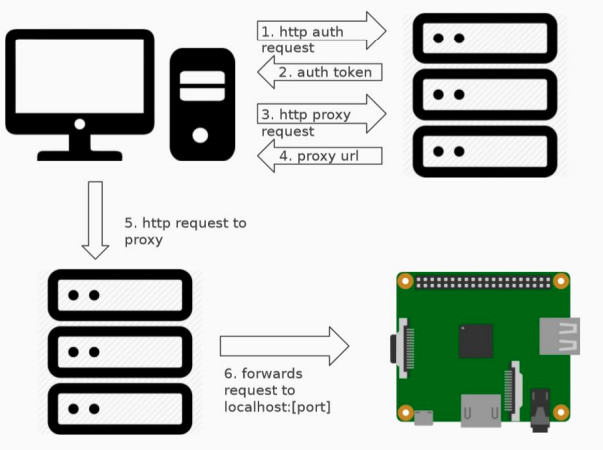 1. http auth
request
2. auth token
3. http proxy
request
4. proxy url
5. http request to
proxy
6. forwards
request to
localhost:[port]